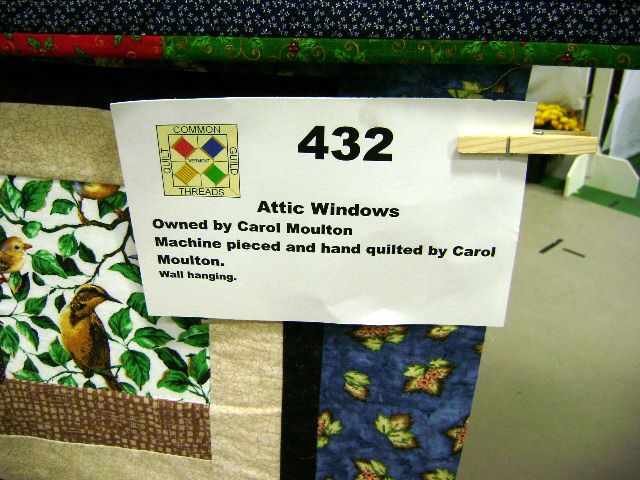 COMMON
QUILT
VERMONT
GUILD
THREADS
432
Attic Windows
Owned by Carol Moulton
Machine pieced and hand quilted by Carol
Moulton.
Wall hanging.